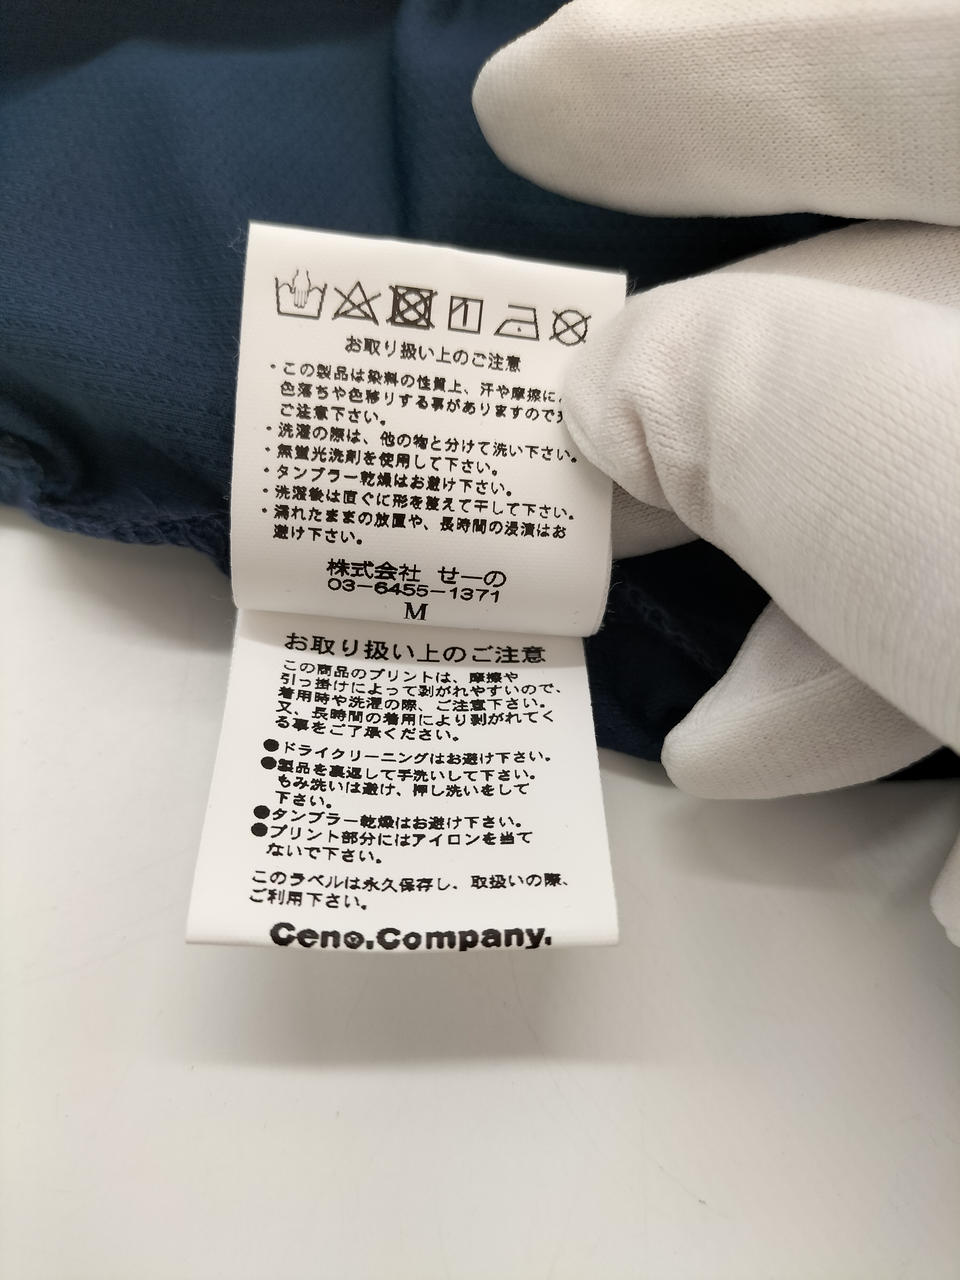 お取り扱い上のご注意
・この製品は染料の性質上、汗や摩擦に
色落ちや色移りする事がありますので
ご注意下さい。
・洗濯の際は、他の物と分けて洗い下さい。
・無蛍光洗剤を使用して下さい。
・タンブラー乾燥はお避け下さい。
・洗濯後は直ぐに形を整えて干して下さい。
・濡れたままの放置や、長時間の浸漬はお
避け下さい。
株式会社 せーの
03-6455-1371
M
お取り扱い上のご注意
この商品のプリントは、摩擦や
引っ掛けによって剥がれやすいので、
着用時や洗濯の際、ご注意下さい。
又、長時間の着用により剥がれてく
る事をご了承ください。
●ドライクリーニングはお避け下さい。
●製品を裏返して手洗いして下さい。
もみ洗いは避け、押し洗いをして
下さい。
●タンブラー乾燥はお避け下さい。
●プリント部分にはアイロンを当て
ないで下さい。
このラベルは永久保存し、取扱いの際、
ご利用下さい。
Ceno.Company.